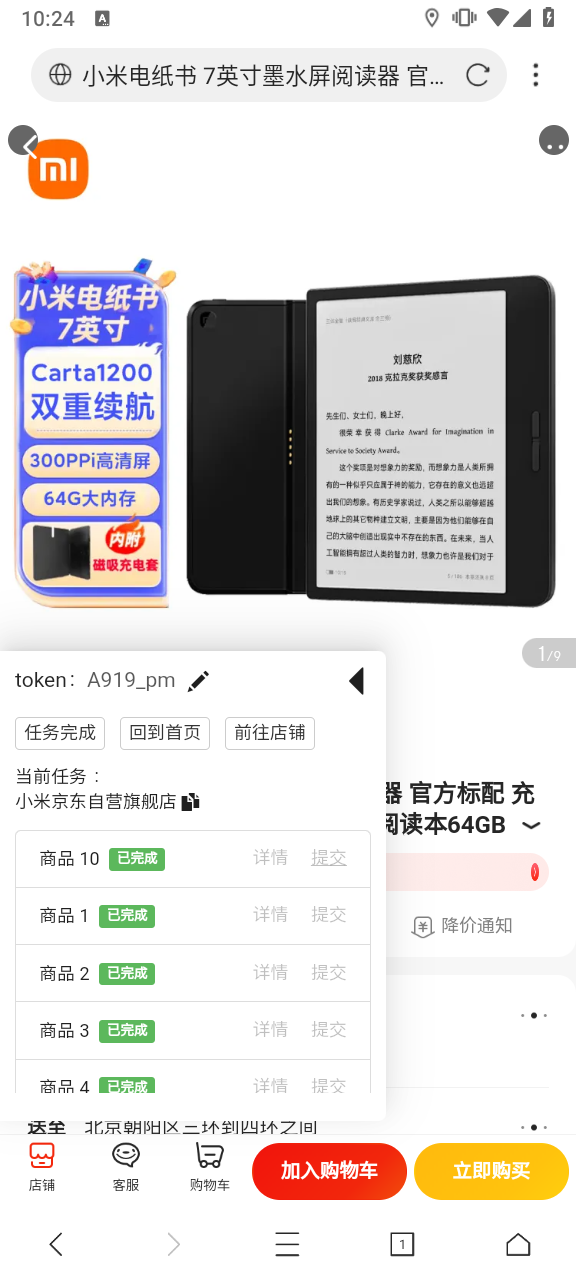 10:24
A
小米电纸书 7英寸墨水屏阅读器 官...
mi
小米电纸书
7英寸
Carta1200
双重续航
300PPi高清屏
64G大内存
内附
磁吸充电套
刘慈欣
2018 克拉克奖获奖感言
先生们、女士们，晚上好，
很荣幸获得 Clarke Award for Imagination in
Service to Society Award。
这个奖项是对想象力的奖励，而想象力是人类所拥
有的一种似乎只应属于神的能力，它存在的意义也远超
出我们的想象。有历史学家说过，人类之所以能够超越
地球上的其它物种建立文明，主要是因为他们能够在自
己的大脑中创造出现实中不存在的东西。在未来，当人
工智能拥有超过人类的智力时，想象力也许是我们对于
1/9
token： A919_pm
任务完成
回到首页
前往店铺
当前任务：
小米京东自营旗舰店
器 官方标配 充
阅读本64GB
商品 10 已完成 详情 提交
商品 1 已完成 详情 提交
降价通知
商品 2 已完成 详情 提交
商品 3 已完成 详情 提交
商品 4 已完成 详情 提交
送至 北京朝阳区三环到四环之间
店铺
客服
购物车
加入购物车
立即购买
1